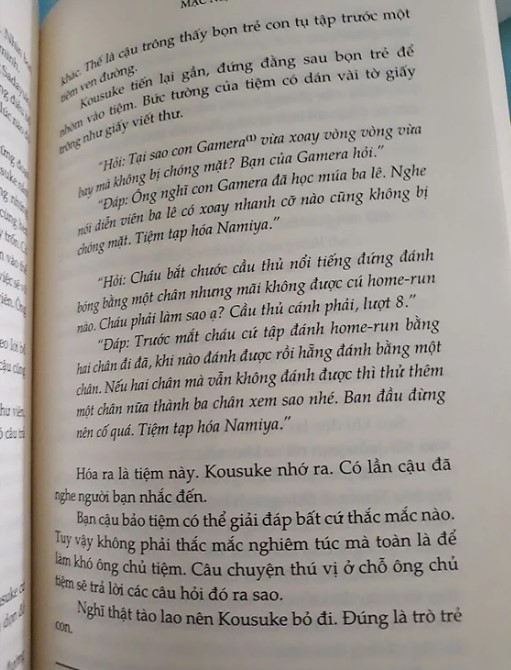 khác. Thế là cậu trông thấy bọn trẻ con tụ tập trước một
tiệm ven đường.
Kousuke tiến lại gần, đứng đằng sau bọn trẻ để
nhòm vào tiệm. Bức tường của tiệm có dán vài tờ giấy
trông như giấy viết thư.
“Hỏi: Tại sao con Gamera(1) vừa xoay vòng vòng vừa
bay mà không bị chóng mặt? Bạn của Gamera hỏi.”
“Đáp: Ông nghĩ con Gamera đã học múa ba lê. Nghe
nói diễn viên ba lê có xoay nhanh cỡ nào cũng không bị
chóng mặt. Tiệm tạp hóa Namiya.”
“Hỏi: Cháu bắt chước cầu thủ nổi tiếng đứng đánh
bóng bằng một chân nhưng mãi không được cú home-run
nào. Cháu phải làm sao ạ? Cầu thủ cánh phải, lượt 8.”
“Đáp: Trước mắt cháu cứ tập đánh home-run bằng
hai chân đi đã, khi nào đánh được rồi hẵng đánh bằng một
chân. Nếu hai chân mà vẫn không đánh được thì thử thêm
một chân nữa thành ba chân xem sao nhé. Ban đầu đừng
nên cố quá. Tiệm tạp hóa Namiya.”
Hóa ra là tiệm này. Kousuke nhớ ra. Có lần cậu đã
nghe người bạn nhắc đến.
Bạn cậu bảo tiệm có thể giải đáp bất cứ thắc mắc nào.
Tuy vậy không phải thắc mắc nghiêm túc mà toàn là để
làm khó ông chủ tiệm. Câu chuyện thú vị ở chỗ ông chủ
tiệm sẽ trả lời các câu hỏi đó ra sao.
Nghĩ thật tào lao nên Kousuke bỏ đi. Đúng là trò trẻ
con.